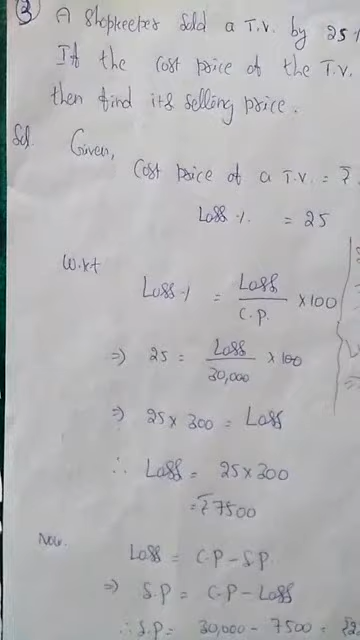 3 A Shopkeeper Sold a T.V. by 25%
If the Cost price of the T.V.
then find its Selling price.
Sol. Given,
Cost price of a T.V. = ₹
Loss % = 25
W.k.t
Loss % = Loss/C.P. × 100
⇒ 25 = Loss/30,000 × 100
⇒ 25 × 300 = Loss
∴ Loss = 25 × 300
= ₹ 7500
Now.
Loss = C.P - S.P.
⇒ S.P = C.P - Loss
∴ S.P = 30,000 - 7500 =